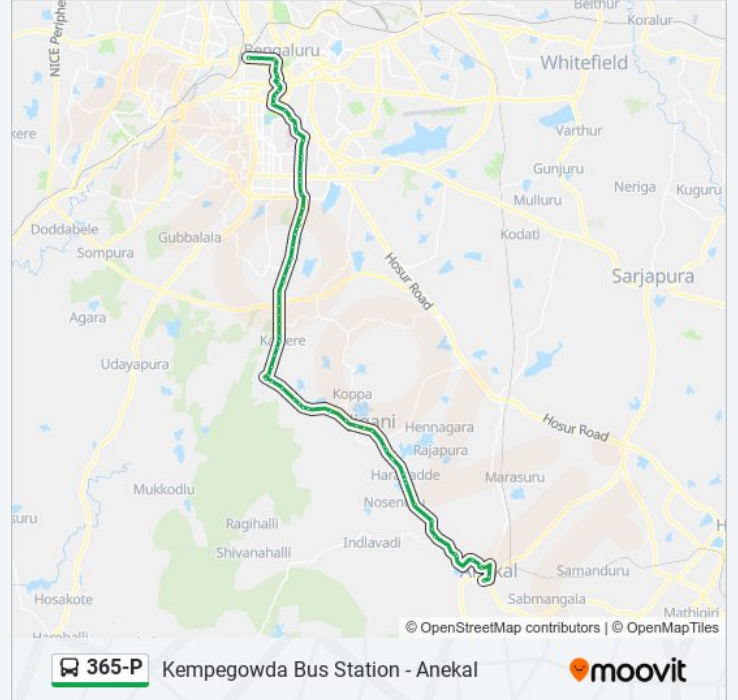 Belthur
Koralur
NICE Periphe
Bengaluru
Whitefield
kere
Varthur
Gunjuru
Neriga
Kuguru
Mulluru
Doddabele
Gubbalala
Kodati
Sompura
Hosur Road
Sarjapura
Agara
Udayapura
Koppa
Hennagara
Hosur Road
Rajapura
Marasuru
Mukkodlu
suru
Ragihalli
Indlavadi
Shivanahalli
Samanduru
Hosakote
Sabmangala
Mathigiri
© OpenStreetMap contributors | © OpenMapTiles
365-P Kempegowda Bus Station - Anekal
moovit